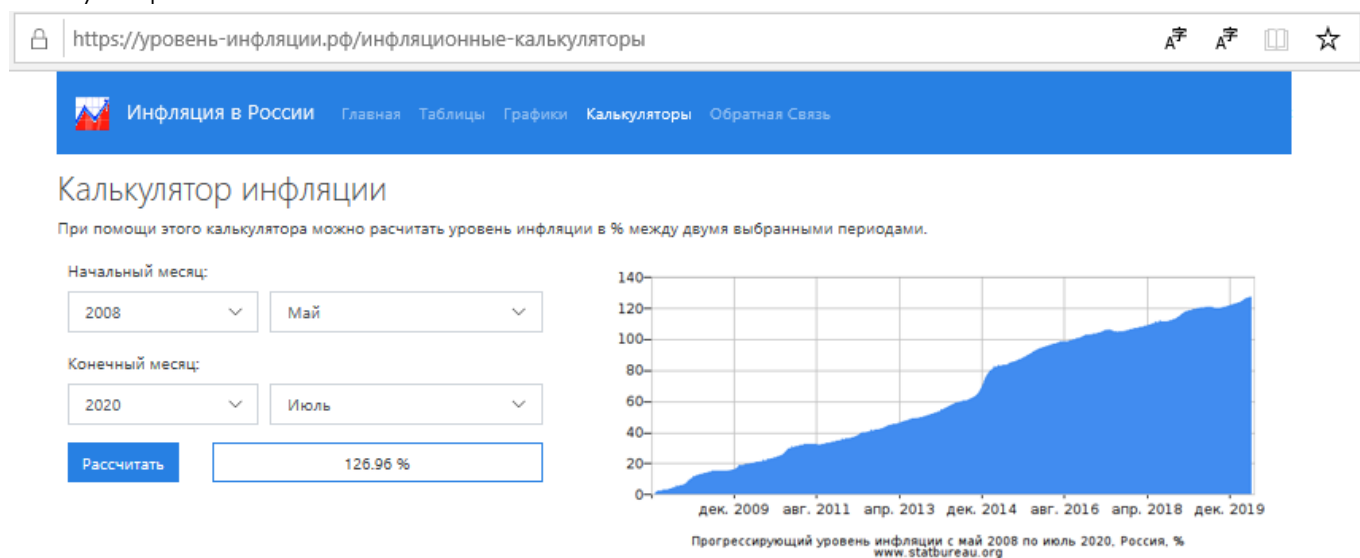 https://уровень-инфляции.рф/инфляционные-калькуляторы
Инфляция в России Главная Таблицы Графики Калькуляторы Обратная Связь
Калькулятор инфляции
При помощи этого калькулятора можно расчитать уровень инфляции в % между двумя выбранными периодами.
Начальный месяц:
2008 Май
Конечный месяц:
2020 Июль
Рассчитать 126.96 %
140
120
100
80
60
40
20
0
дек. 2009 авг. 2011 апр. 2013 дек. 2014 авг. 2016 апр. 2018 дек. 2019
Прогрессирующий уровень инфляции с май 2008 по июль 2020, Россия, %
www.statbureau.org